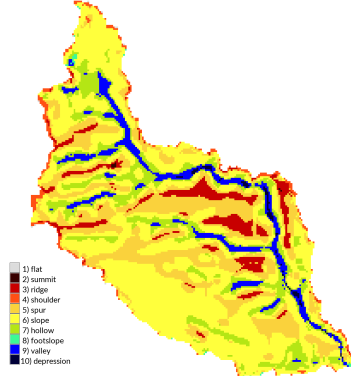 1) flat
2) summit
3) ridge
4) shoulder
5) spur
6) slope
7) hollow
8) footslope
9) valley
10) depression